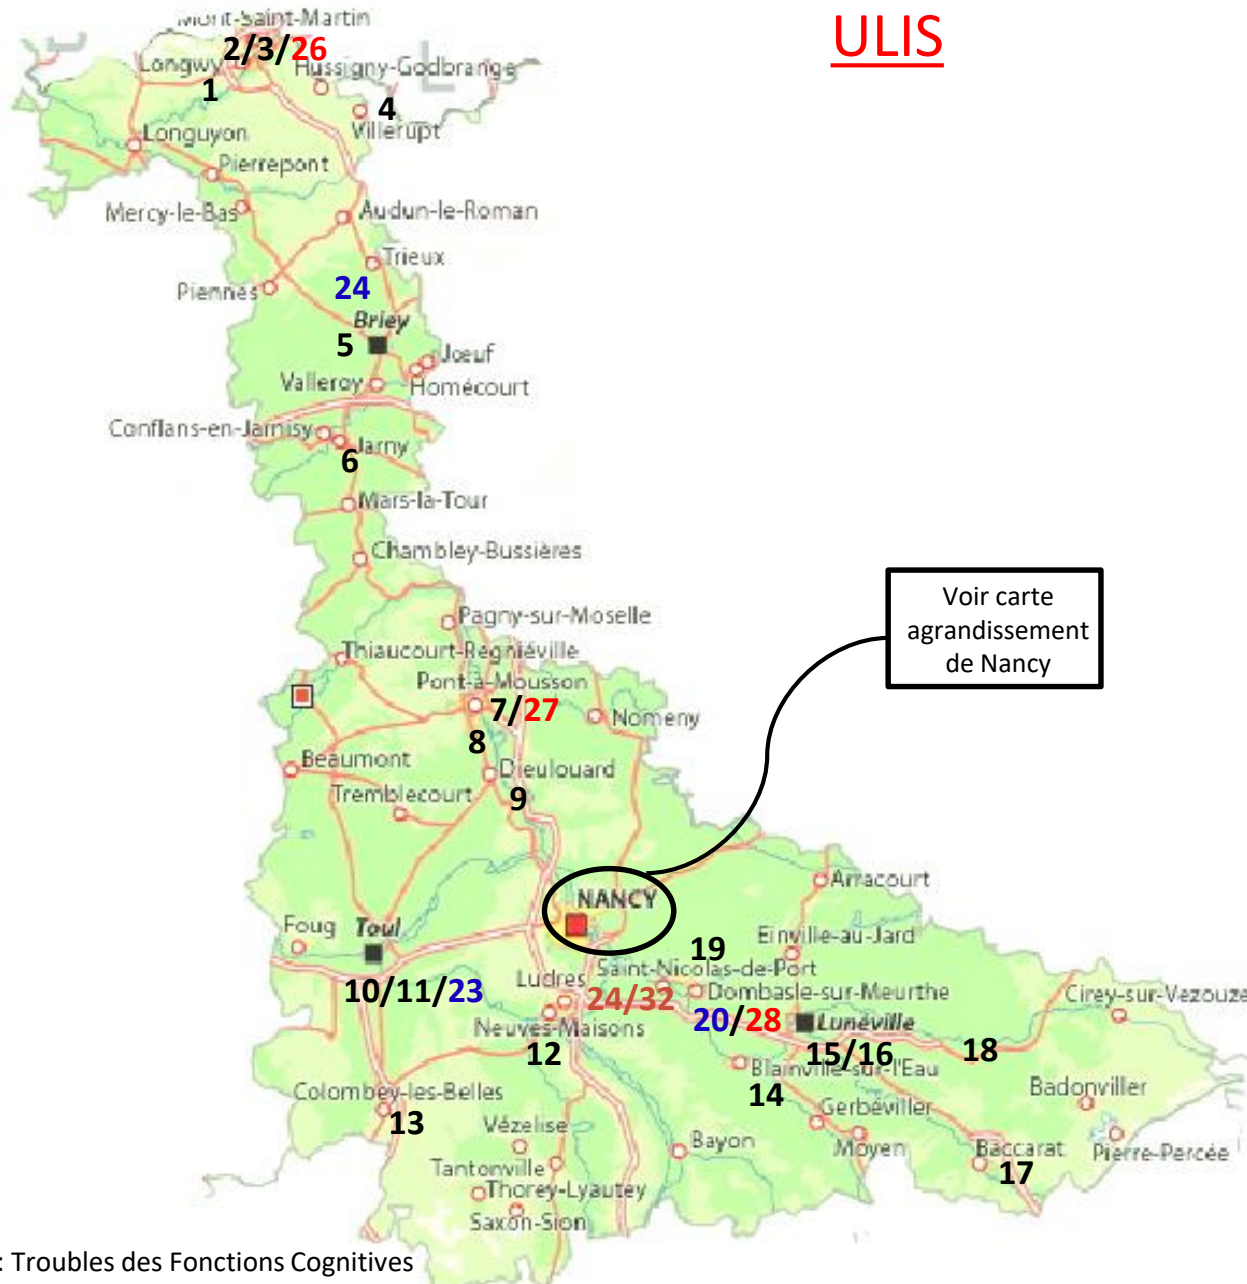 ULIS
Mont-Saint-Martin
2/3/26
Longwy
Hussigny-Godbrange
1
4
Villerupt
Longuyon
Pierrepont
Mercy-le-Bas
Audun-le-Roman
Trieux
24
Piennes
Briey
5
Jœuf
Valleroy
Homécourt
Conflans-en-Jarnisy
Jarny
6
Mars-la-Tour
Chambley-Bussières
Voir carte
agrandissement
de Nancy
Pagny-sur-Moselle
Thiaucourt-Regniéville
Pont-à-Mousson
7/27
Nomeny
8
Beaumont
Dieulouard
Tremblecourt
9
Arracourt
NANCY
Foug
Toul
Einville-au-Jard
19
Saint-Nicolas-de-Port
Ludres
10/11/23
24/32
Dombasle-sur-Meurthe
Cirey-sur-Vezouze
Neuves-Maisons
20/28
Lunéville
12
15/16
18
Blainville-sur-l'Eau
Colombey-les-Belles
14
Badonviller
13
Gerbéviller
Vézelise
Bayon
Moyen
Baccarat
Pierre-Percée
Tantonville
17
Thorey-Lyautey
Saxon-Sion
: Troubles des Fonctions Cognitives